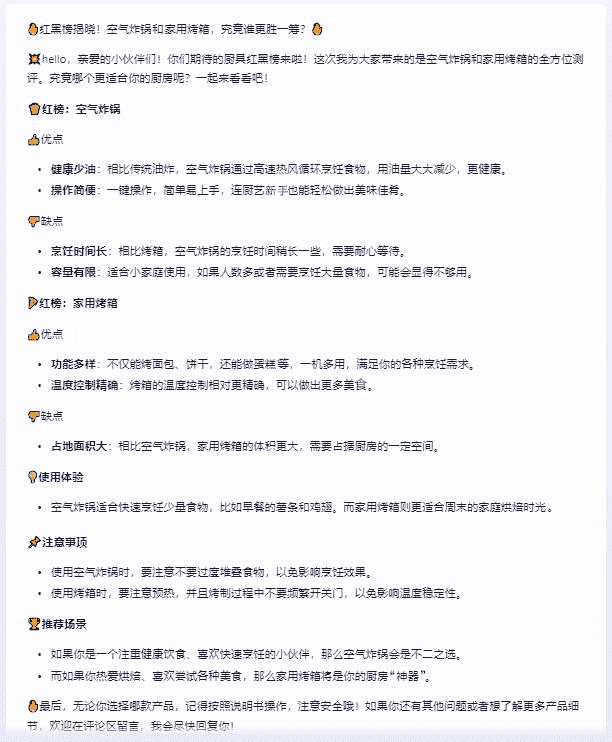 🔥红黑榜揭晓！空气炸锅和家用烤箱，究竟谁更胜一筹？🔥
💥hello，亲爱的小伙伴们！你们期待的厨具红黑榜来啦！这次我为大家带来的是空气炸锅和家用烤箱的全方位测
评。究竟哪个更适合你的厨房呢？一起来看看吧！
🍞红榜：空气炸锅
👍优点
• 健康少油：相比传统油炸，空气炸锅通过高速热风循环烹饪食物，用油量大大减少，更健康。
• 操作简便：一键操作，简单易上手，连厨艺新手也能轻松做出美味佳肴。
👎缺点
• 烹饪时间长：相比烤箱，空气炸锅的烹饪时间稍长一些，需要耐心等待。
• 容量有限：适合小家庭使用，如果人数多或者需要烹饪大量食物，可能会显得不够用。
🍕红榜：家用烤箱
👍优点
• 功能多样：不仅能烤面包、饼干，还能做蛋糕等，一机多用，满足你的各种烹饪需求。
• 温度控制精确：烤箱的温度控制相对更精确，可以做出更多美食。
👎缺点
• 占地面积大：相比空气炸锅，家用烤箱的体积更大，需要占据厨房的一定空间。
💡使用体验
• 空气炸锅适合快速烹饪少量食物，比如早餐的薯条和鸡翅。而家用烤箱则更适合周末的家庭烘焙时光。
📌注意事项
• 使用空气炸锅时，要注意不要过度堆叠食物，以免影响烹饪效果。
• 使用烤箱时，要注意预热，并且烤制过程中不要频繁开关门，以免影响温度稳定性。
🏆推荐场景
• 如果你是一个注重健康饮食、喜欢快速烹饪的小伙伴，那么空气炸锅会是不二之选。
• 而如果你热爱烘焙、喜欢尝试各种美食，那么家用烤箱将是你的厨房“神器”。
🔥最后，无论你选择哪款产品，记得按照说明书操作，注意安全哦！如果你还有其他问题或者想了解更多产品细
节，欢迎在评论区留言，我会尽快回复你！